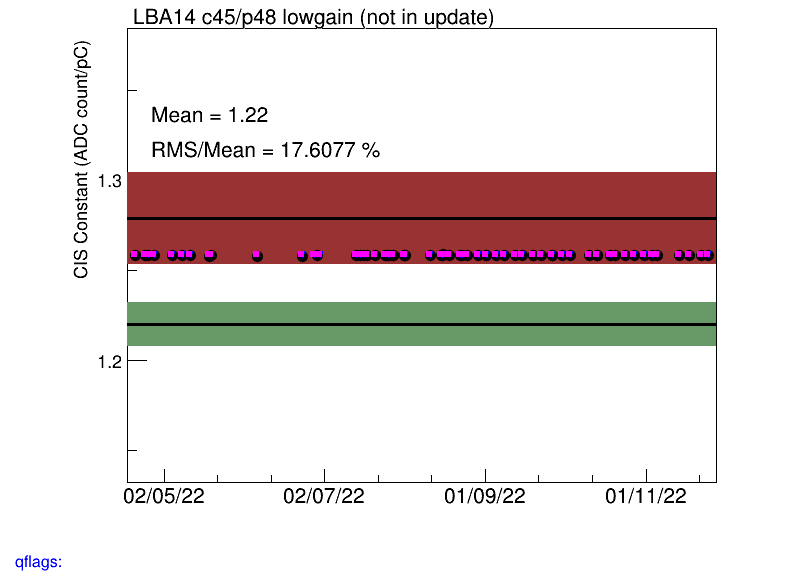 LBA14 c45/p48 lowgain (not in update)
CIS Constant (ADC count/pC)
Mean = 1.22
RMS/Mean = 17.6077 %
1.3
1.2
02/05/22 02/07/22 01/09/22 01/11/22
qflags: